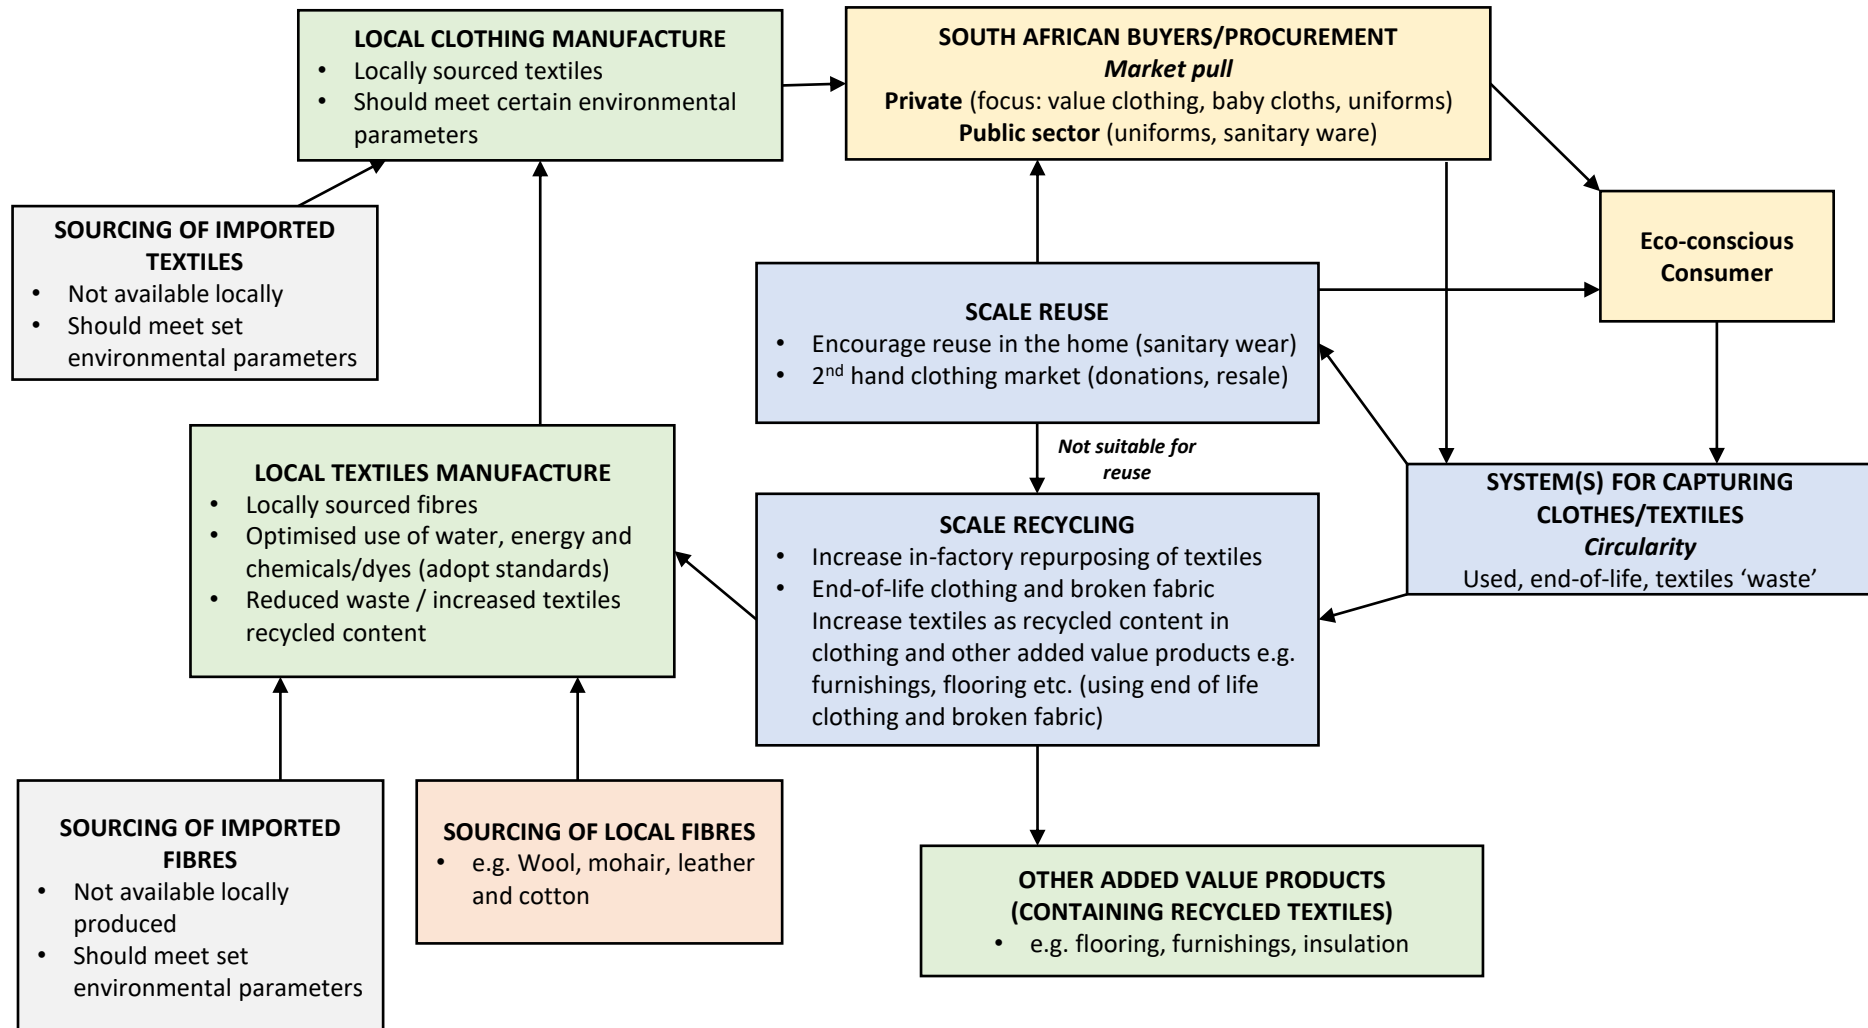 LOCAL CLOTHING MANUFACTURE
• Locally sourced textiles
• Should meet certain environmental
parameters
SOUTH AFRICAN BUYERS/PROCUREMENT
Market pull
Private (focus: value clothing, baby cloths, uniforms)
Public sector (uniforms, sanitary ware)
SOURCING OF IMPORTED
TEXTILES
• Not available locally
• Should meet set
environmental parameters
Eco-conscious
Consumer
SCALE REUSE
• Encourage reuse in the home (sanitary wear)
• 2nd hand clothing market (donations, resale)
Not suitable for
reuse
LOCAL TEXTILES MANUFACTURE
• Locally sourced fibres
• Optimised use of water, energy and
chemicals/dyes (adopt standards)
• Reduced waste / increased textiles
recycled content
SYSTEM(S) FOR CAPTURING
CLOTHES/TEXTILES
Circularity
Used, end-of-life, textiles ‘waste’
SCALE RECYCLING
• Increase in-factory repurposing of textiles
• End-of-life clothing and broken fabric
Increase textiles as recycled content in
clothing and other added value products e.g.
furnishings, flooring etc. (using end of life
clothing and broken fabric)
SOURCING OF IMPORTED
FIBRES
• Not available locally
produced
• Should meet set
environmental parameters
SOURCING OF LOCAL FIBRES
• e.g. Wool, mohair, leather
and cotton
OTHER ADDED VALUE PRODUCTS
(CONTAINING RECYCLED TEXTILES)
• e.g. flooring, furnishings, insulation